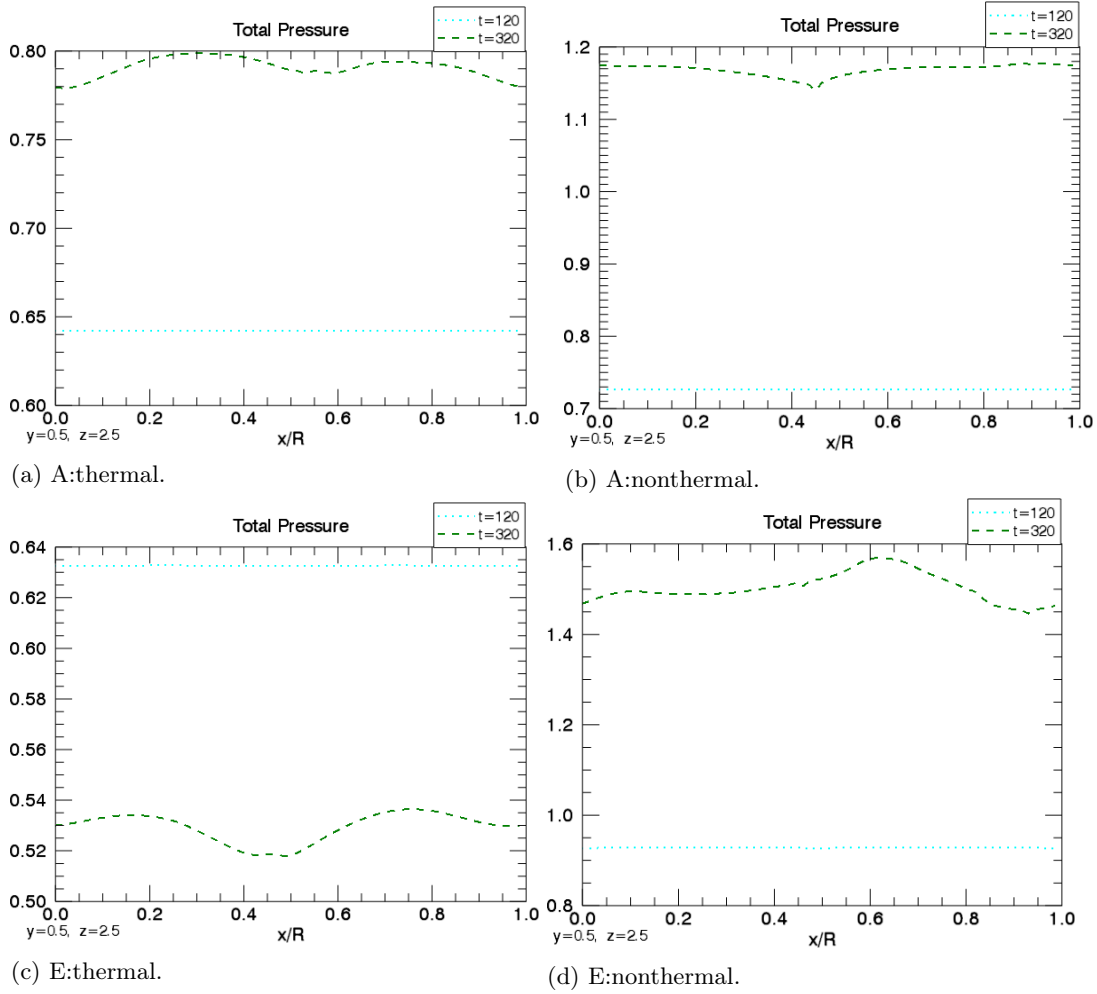 Total Pressure
t=120
t=320
0.80
0.75
0.70
0.65
0.60
0.0 0.2 0.4 0.6 0.8 1.0
y=0.5, z=2.5
x/R
(a) A:thermal.
Total Pressure
t=120
t=320
1.2
1.1
1.0
0.9
0.8
0.7
0.0 0.2 0.4 0.6 0.8 1.0
y=0.5, z=2.5
x/R
(b) A:nonthermal.
Total Pressure
t=120
t=320
0.64
0.62
0.60
0.58
0.56
0.54
0.52
0.50
0.0 0.2 0.4 0.6 0.8 1.0
y=0.5, z=2.5
x/R
(c) E:thermal.
Total Pressure
t=120
t=320
1.6
1.4
1.2
1.0
0.8
0.0 0.2 0.4 0.6 0.8 1.0
y=0.5, z=2.5
x/R
(d) E:nonthermal.